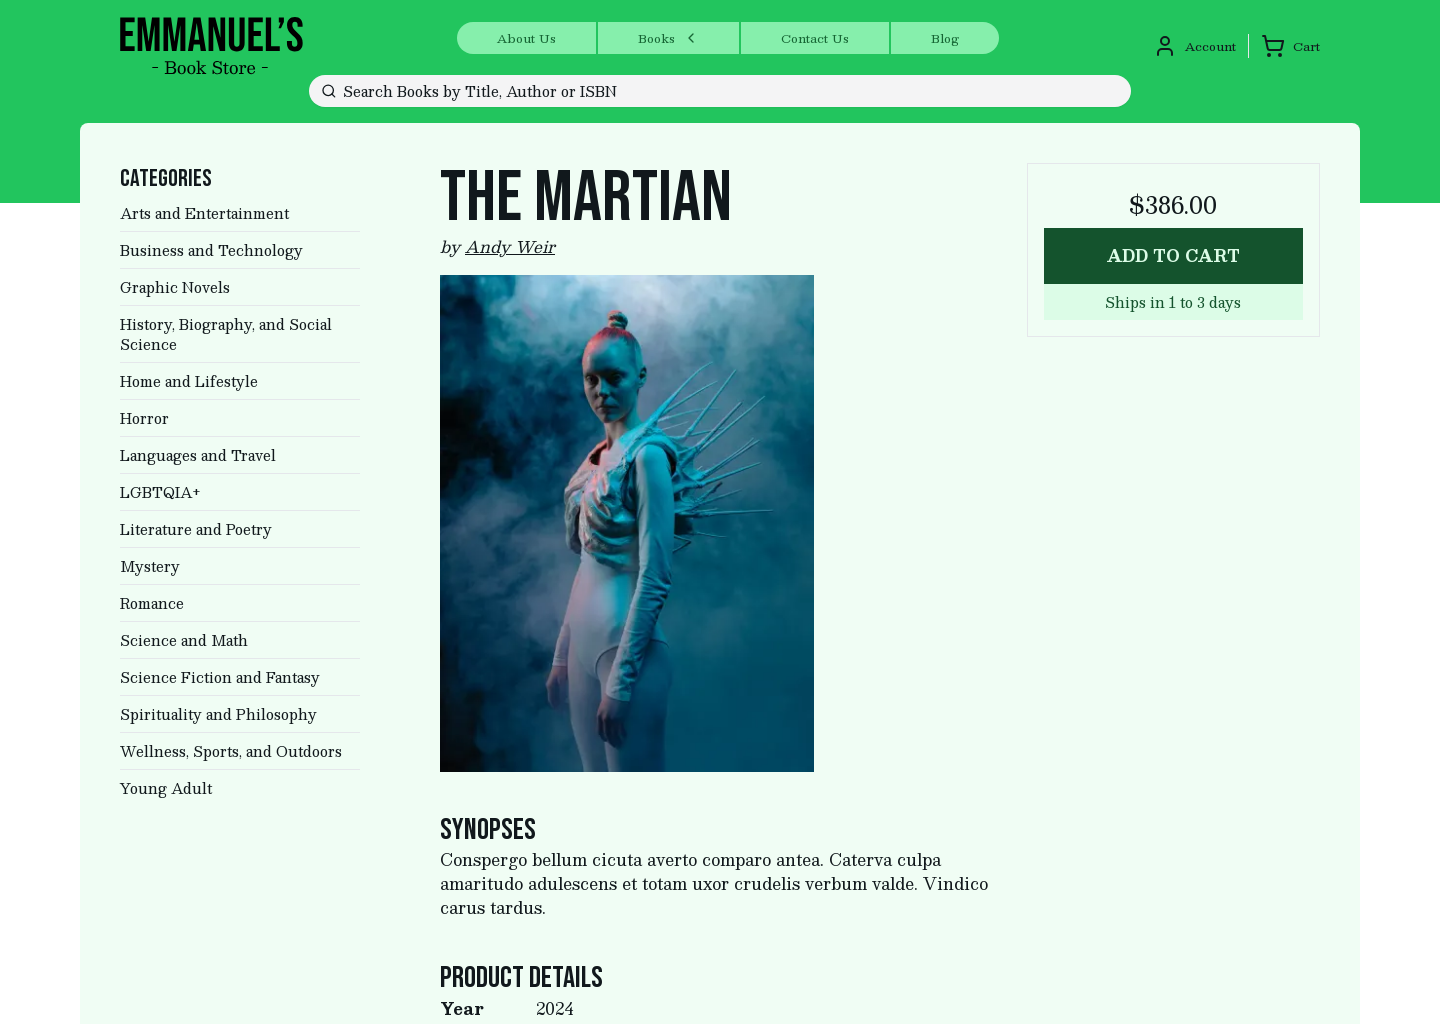 EMMANUEL'S
- Book Store -
About Us
Books
Contact Us
Blog
Account
Cart
Search Books by Title, Author or ISBN
CATEGORIES
Arts and Entertainment
Business and Technology
Graphic Novels
History, Biography, and Social
Science
Home and Lifestyle
Horror
Languages and Travel
LGBTQIA+
Literature and Poetry
Mystery
Romance
Science and Math
Science Fiction and Fantasy
Spirituality and Philosophy
Wellness, Sports, and Outdoors
Young Adult
THE MARTIAN
by Andy Weir
SYNOPSES
Conspergo bellum cicuta averto comparo antea. Caterva culpa
amaritudo adulescens et totam uxor crudelis verbum valde. Vindico
carus tardus.
PRODUCT DETAILS
Year 2024
$386.00
ADD TO CART
Ships in 1 to 3 days